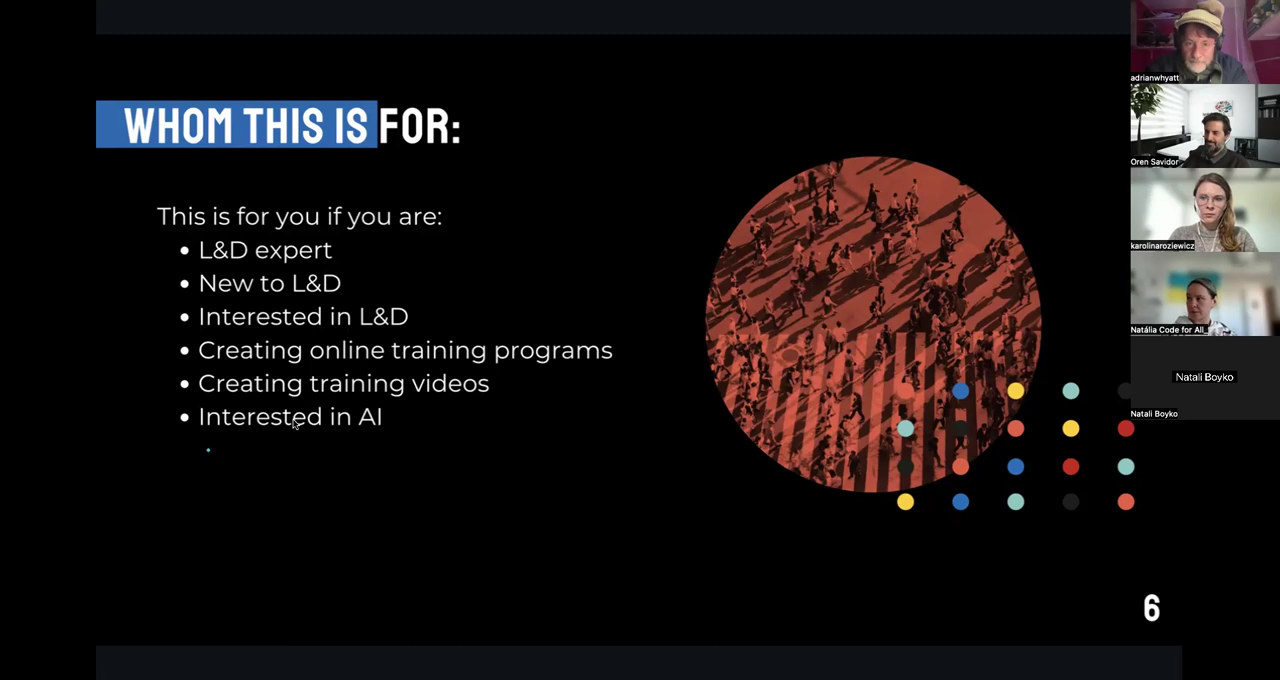 WHOM THIS IS FOR:
This is for you if you are:
• L&D expert
• New to L&D
• Interested in L&D
• Creating online training programs
• Creating training videos
• Interested in AI
6
adrianwhyatt
Oren Savidor
karolinaroziewicz
Natália Code for All_
Natali Boyko
Natali Boyko